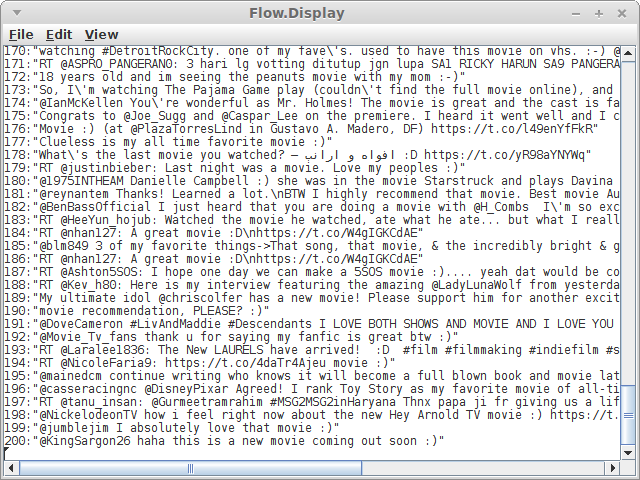 Flow.Display
File Edit View
170:"watching #DetroitRockCity. one of my fave\'s. used to have this movie on vhs. :-) @
171:"RT @ASPRO_PANGERAN0: 3 hari lg votting ditutup jgn lupa SA1 RICKY HARUN SA9 PANGERA
172:"18 years old and im seeing the peanuts movie with my mom :-)"
173:"So, I\'m watching The Pajama Game play (couldn\'t find the full movie online), and
174:"@IanMcKellen You\'re wonderful as Mr. Holmes! The movie is great and the cast is fa
175:"Congrats to @Joe_Sugg and @Caspar_Lee on the premiere. I heard it went well and I c
176:"Movie :) (at @PlazaTorresLind in Gustavo A. Madero, DF) https://t.co/l49enYfFkR"
177:"Clueless is my all time favorite movie :)"
178:"What\'s the last movie you watched? — افواه و ارانب :D https://t.co/yR98aYNYWq"
179:"RT @justinbieber: Last night was a movie. Love my peoples :)"
180:"@1975INTHEAM Danielle Campbell :) she was in the movie Starstruck and plays Davina
181:"@reynantem Thanks! Learned a lot.\nBTW I highly recommend that movie. Best movie Au
182:"@BenBassOfficial I just herd that you are doing a movie with @H_Combs  I\'m so exc
183:"RT @HeeYun_hojub: Watched the movie he watched, ate what he ate... but what I reall
184:"RT @nhan127: A great movie :D\nhttps://t.co/W4gIGKCdAE"
185:"@blm849 3 of my favorite things->That song, that movie, & the incredibly bright & g
186:"RT @nhan127: A great movie :D\nhttps://t.co/W4gIGKCdAE"
187:"RT @Ashton5SOS: I hope one day we can make a 5SOS movie :).... yeah dat would be co
188:"RT @Kev_h80: Here is my interview featuring the amazing @LadyLunaWolf from yesterda
189:"My ultimate idol @chriscolfer has a new movie! Please support him for another excit
190:"movie recommendation, PLEASE? :)"
191:"@DoveCameron #LivAndMaddie #Descendants I LOVE BOTH SHOWS AND MOVIE AND I LOVE YOU
192:"@Movie_Tv_fans thank u for saying my fanfic is great btw :)"
193:"RT @Laralee1836: The New LAURELS have arrived!  :D  #film #filmmaking #indiefilm #s
194:"RT @NicoleFaria9: https://t.co/4daTr4Ajeu movie :)"
195:"@mainedcm continue writing who knows it will become a full blown book and movie lat
196:"@casseracingnc @DisneyPixar Agreed! I rank Toy Story as my favorite movie of all-ti
197:"RT @tanu_insan: @Gurmeetramrahim #MSG2MSG2inHaryana Thnx papa ji fr giving us a lif
198:"@NickelodeonTV how i feel right now about the new Hey Arnold TV movie :) https://t.
199:"@jumblejim I absolutely love that movie :)"
200:"@KingSargon26 haha this is a new movie coming out soon :)"